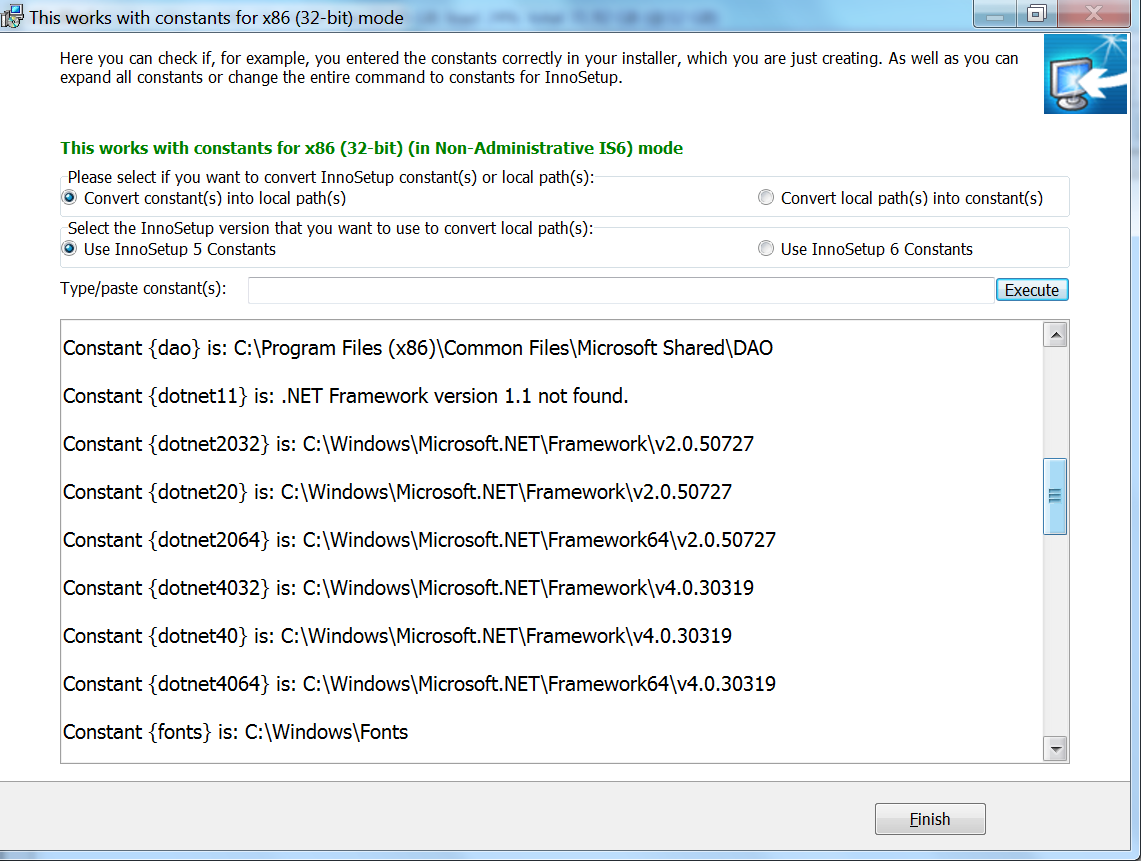 This works with constants for x86 (32-bit) mode
Here you can check if, for example, you entered the constants correctly in your installer, which you are just creating. As well as you can
expand all constants or change the entire command to constants for InnoSetup.
This works with constants for x86 (32-bit) (in Non-Administrative IS6) mode
Please select if you want to convert InnoSetup constant(s) or local path(s):
Convert constant(s) into local path(s) Convert local path(s) into constant(s)
Select the InnoSetup version that you want to use to convert local path(s):
Use InnoSetup 5 Constants Use InnoSetup 6 Constants
Type/paste constant(s): Execute
Constant {dao} is: C:\Program Files (x86)\Common Files\Microsoft Shared\DAO
Constant {dotnet11} is: .NET Framework version 1.1 not found.
Constant {dotnet2032} is: C:\Windows\Microsoft.NET\Framework\v2.0.50727
Constant {dotnet20} is: C:\Windows\Microsoft.NET\Framework\v2.0.50727
Constant {dotnet2064} is: C:\Windows\Microsoft.NET\Framework64\v2.0.50727
Constant {dotnet4032} is: C:\Windows\Microsoft.NET\Framework\v4.0.30319
Constant {dotnet40} is: C:\Windows\Microsoft.NET\Framework\v4.0.30319
Constant {dotnet4064} is: C:\Windows\Microsoft.NET\Framework64\v4.0.30319
Constant {fonts} is: C:\Windows\Fonts
Finish